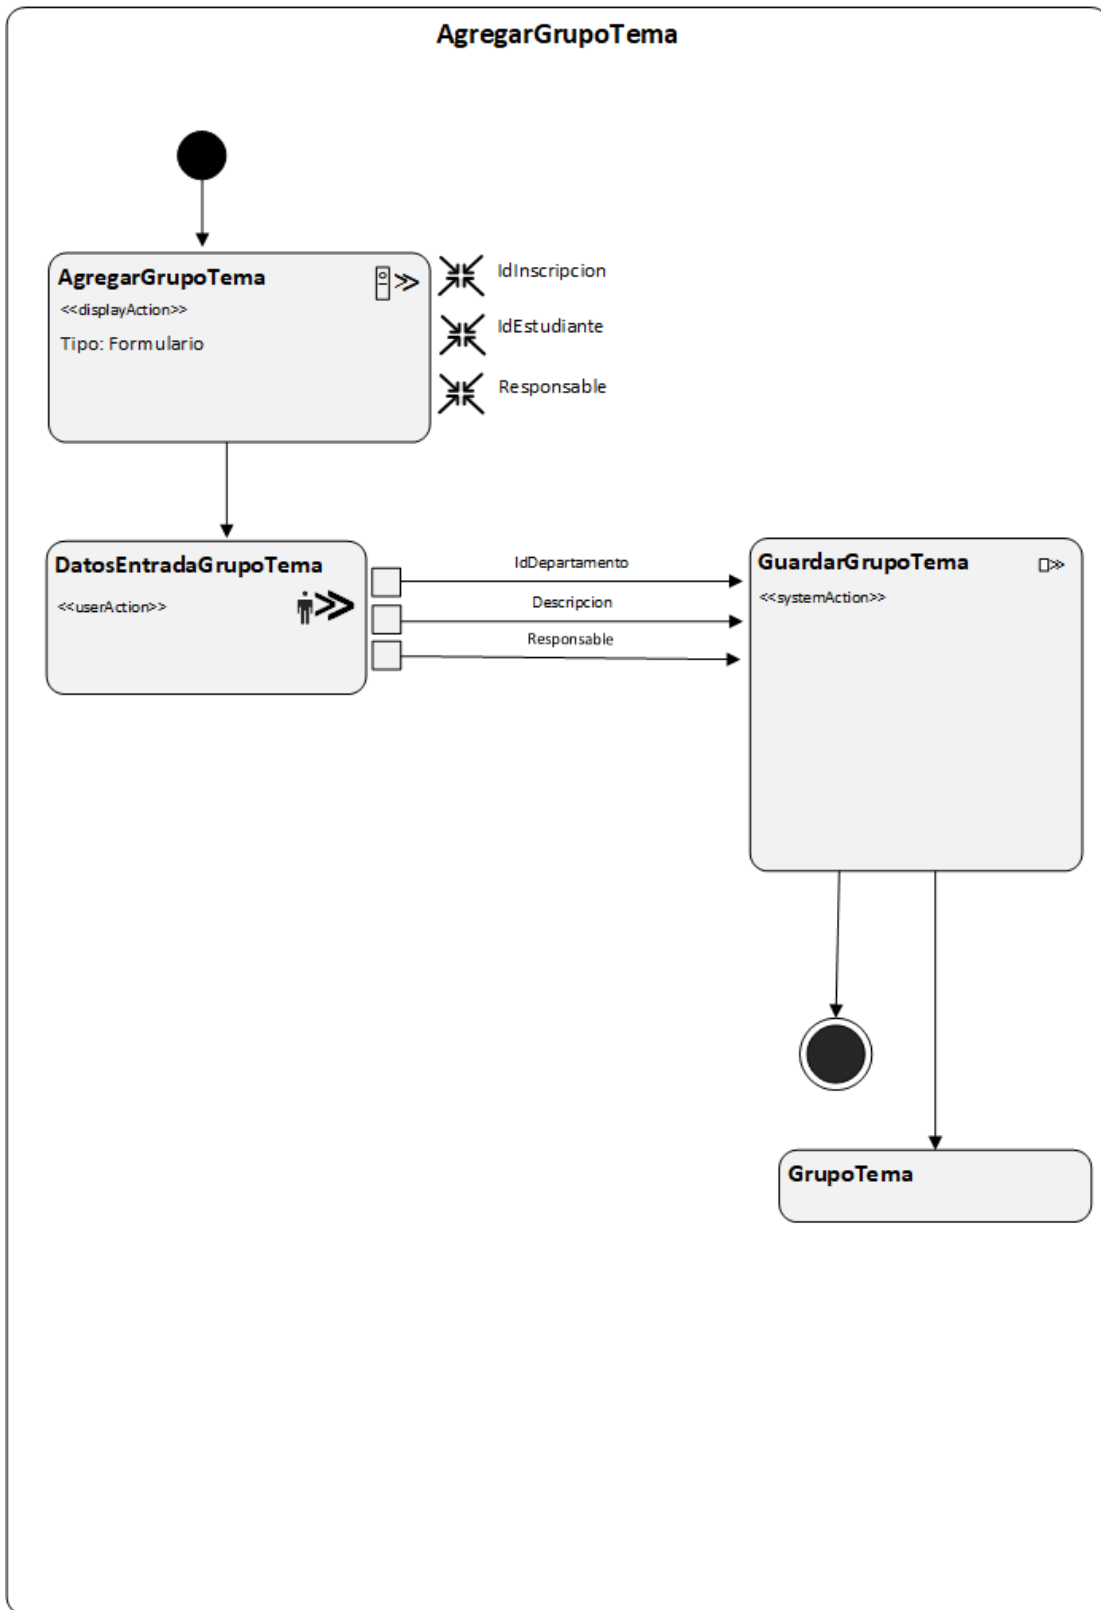 AgregarGrupoTema
AgregarGrupoTema
<<displayAction>>
Tipo: Formulario
IdInscripcion
IdEstudiante
Responsable
DatosEntradaGrupoTema
<<userAction>>
IdDepartamento
Descripcion
Responsable
GuardarGrupoTema
<<systemAction>>
GrupoTema